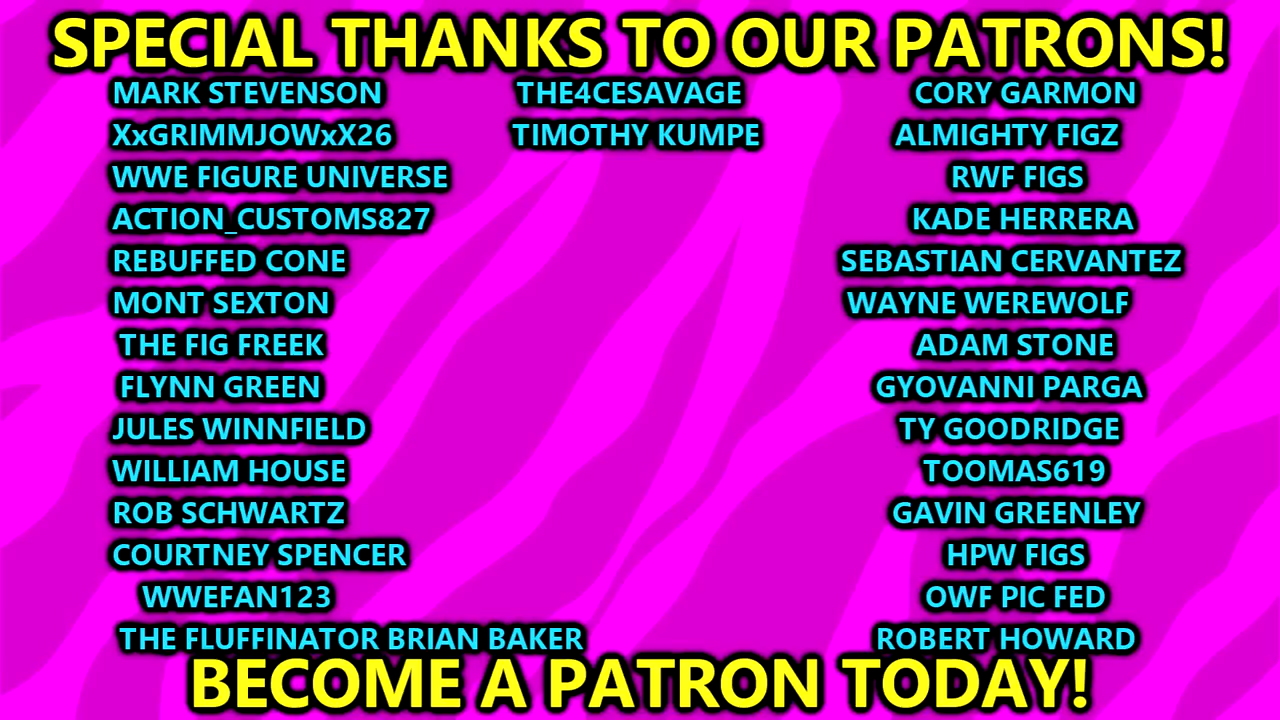 SPECIAL THANKS TO OUR PATRONS!
MARK STEVENSON
XxGRIMMJOWxX26
WWE FIGURE UNIVERSE
ACTION_CUSTOMS827
REBUFFED CONE
MONT SEXTON
THE FIG FREEK
FLYNN GREEN
JULES WINNFIELD
WILLIAM HOUSE
ROB SCHWARTZ
COURTNEY SPENCER
WWEFAN123
THE FLUFFINATOR BRIAN BAKER
THE4CESAVAGE
TIMOTHY KUMPE
CORY GARMON
ALMIGHTY FIGZ
RWF FIGS
KADE HERRERA
SEBASTIAN CERVANTEZ
WAYNE WEREWOLF
ADAM STONE
GYOVANNI PARGA
TY GOODRIDGE
TOOMAS619
GAVIN GREENLEY
HPW FIGS
OWF PIC FED
ROBERT HOWARD
BECOME A PATRON TODAY!